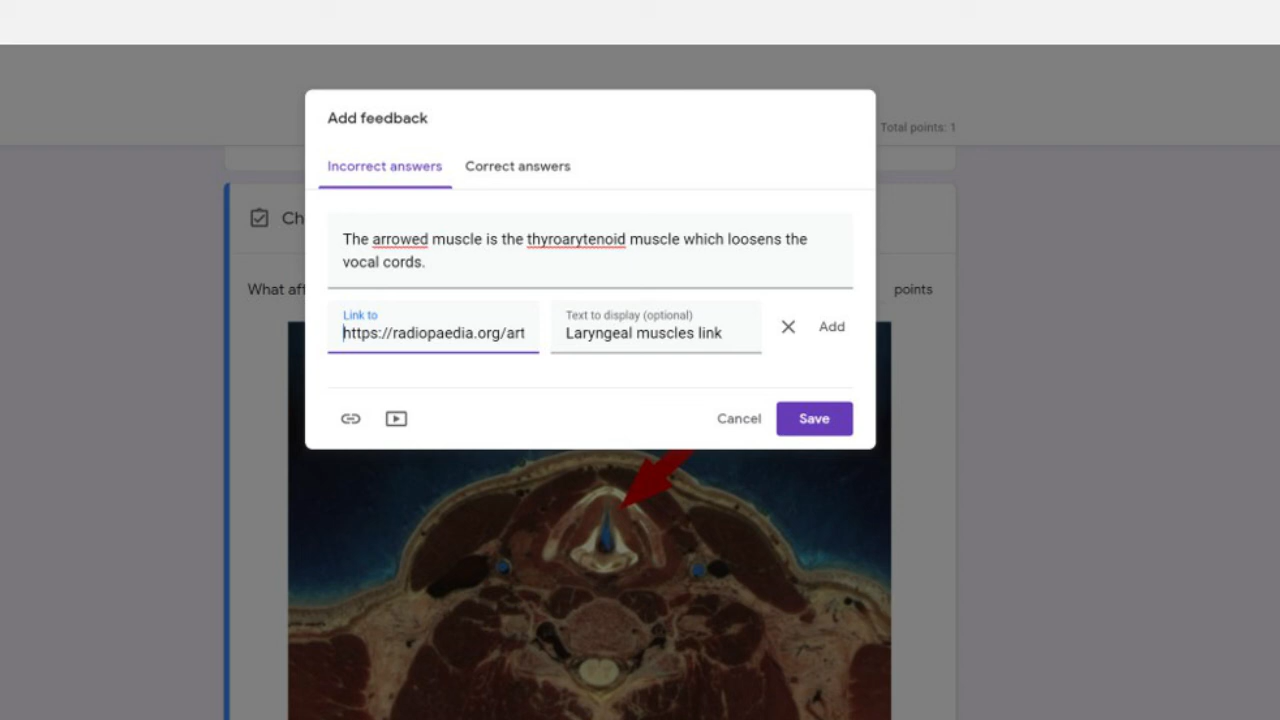 Add feedback
Total points: 1
Incorrect answers Correct answers
Ch
The arrowed muscle is the thyroarytenoid muscle which loosens the
vocal cords.
What aff
points
Link to
https://radiopaedia.org/art
Text to display (optional)
Laryngeal muscles link
Add
Cancel Save